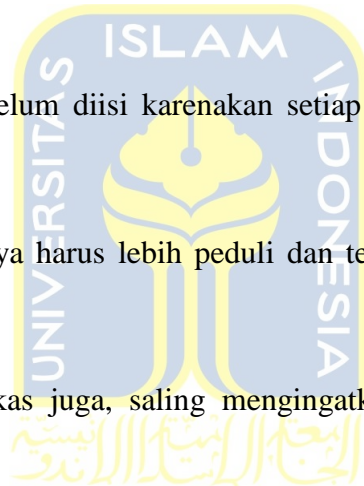 ISLAM
UNIVERSITAS
INDONESIA
elum diisi karenakan setiap
ya harus lebih peduli dan te
kas juga, saling mengingatk